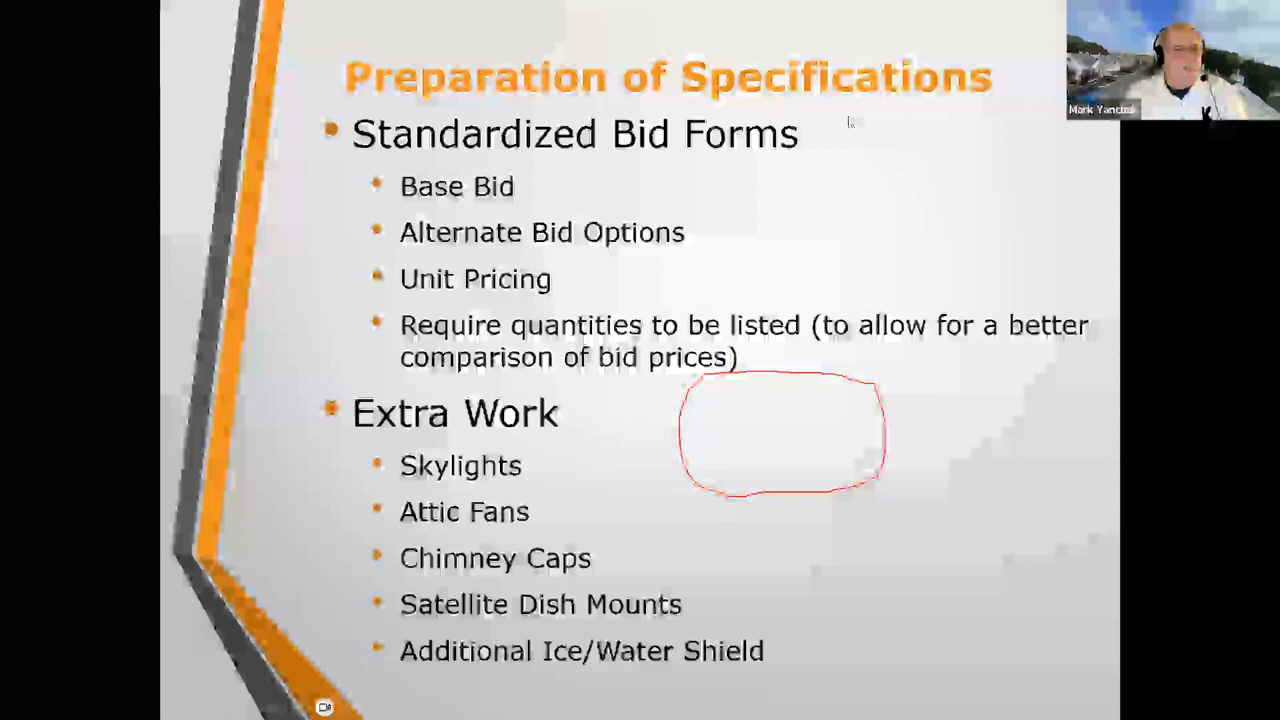 Preparation of Specifications
Standardized Bid Forms
Base Bid
Alternate Bid Options
Unit Pricing
Require quantities to be listed (to allow for a better
comparison of bid prices)
Extra Work
Skylights
Attic Fans
Chimney Caps
Satellite Dish Mounts
Additional Ice/Water Shield
Mark